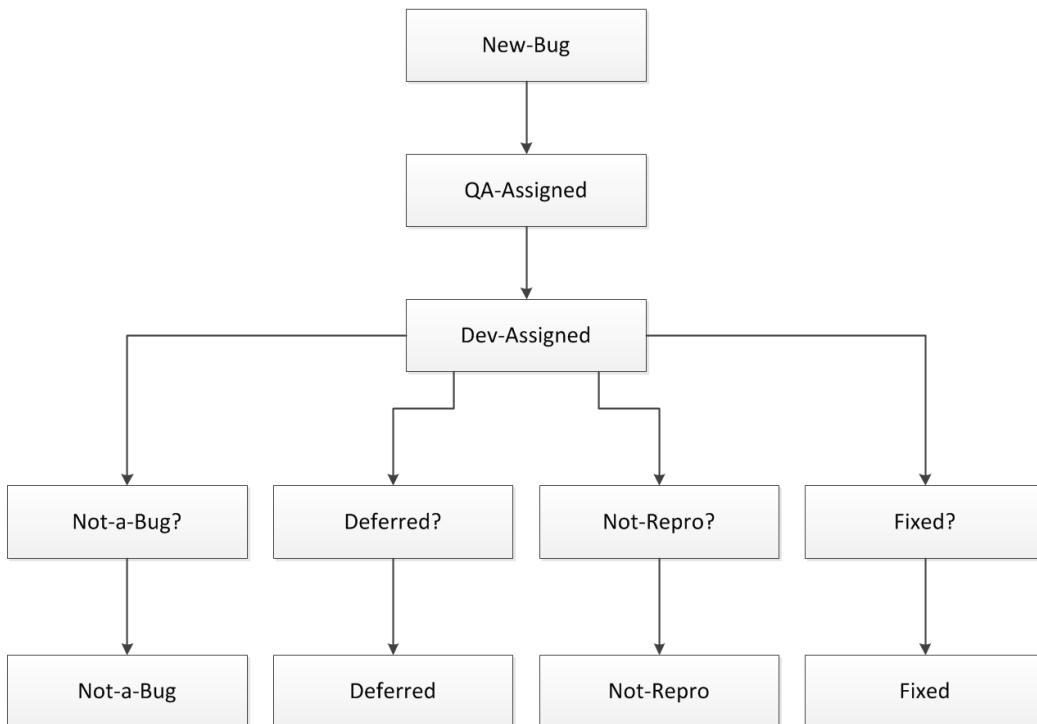 New-Bug
QA-Assigned
Dev-Assigned
Not-a-Bug?
Deferred?
Not-Repro?
Fixed?
Not-a-Bug
Deferred
Not-Repro
Fixed